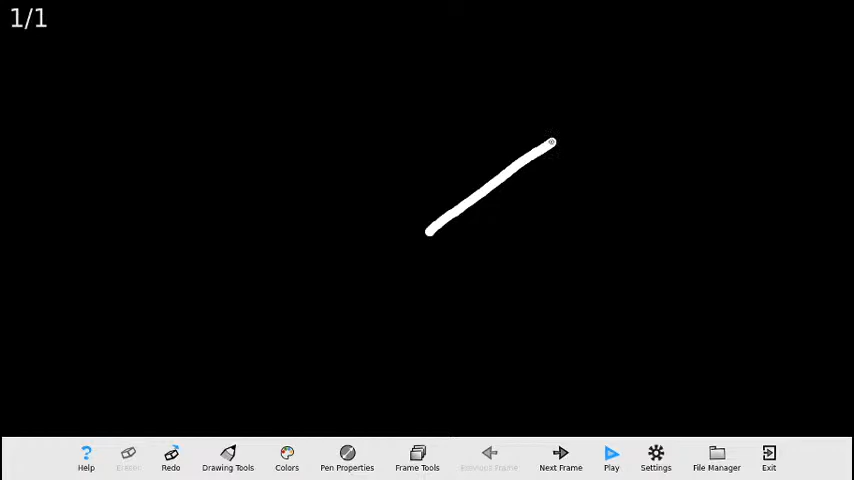 1/1
Help
Eraser
Redo
Drawing Tools
Colors
Pen Properties
Frame Tools
Previous Frame
Next Frame
Play
Settings
File Manager
Exit